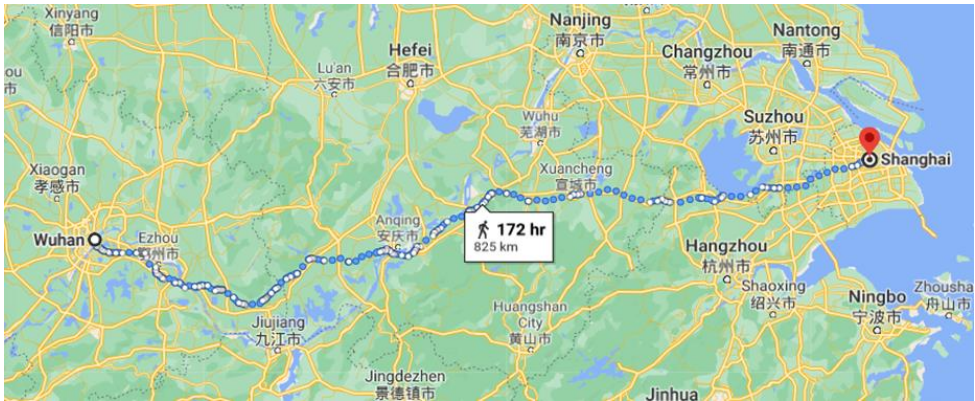 Xinyang
信阳市
Nanjing
南京市
Nantong
南通市
Hefei
合肥市
Changzhou
常州市
Lu'an
六安市
ou
市
Wuhu
芜湖市
Suzhou
苏州市
Xiaogan
孝感市
Xuancheng
宣城市
Shanghai
Wuhan
Ezhou
鄂州市
Anqing
安庆市
172 hr
825 km
Hangzhou
杭州市
Shaoxing
绍兴市
Zhousha
舟山市
Ningbo
宁波市
Huangshan
City
黄山市
Jiujiang
九江市
Jingdezhen
景德镇市
Jinhua